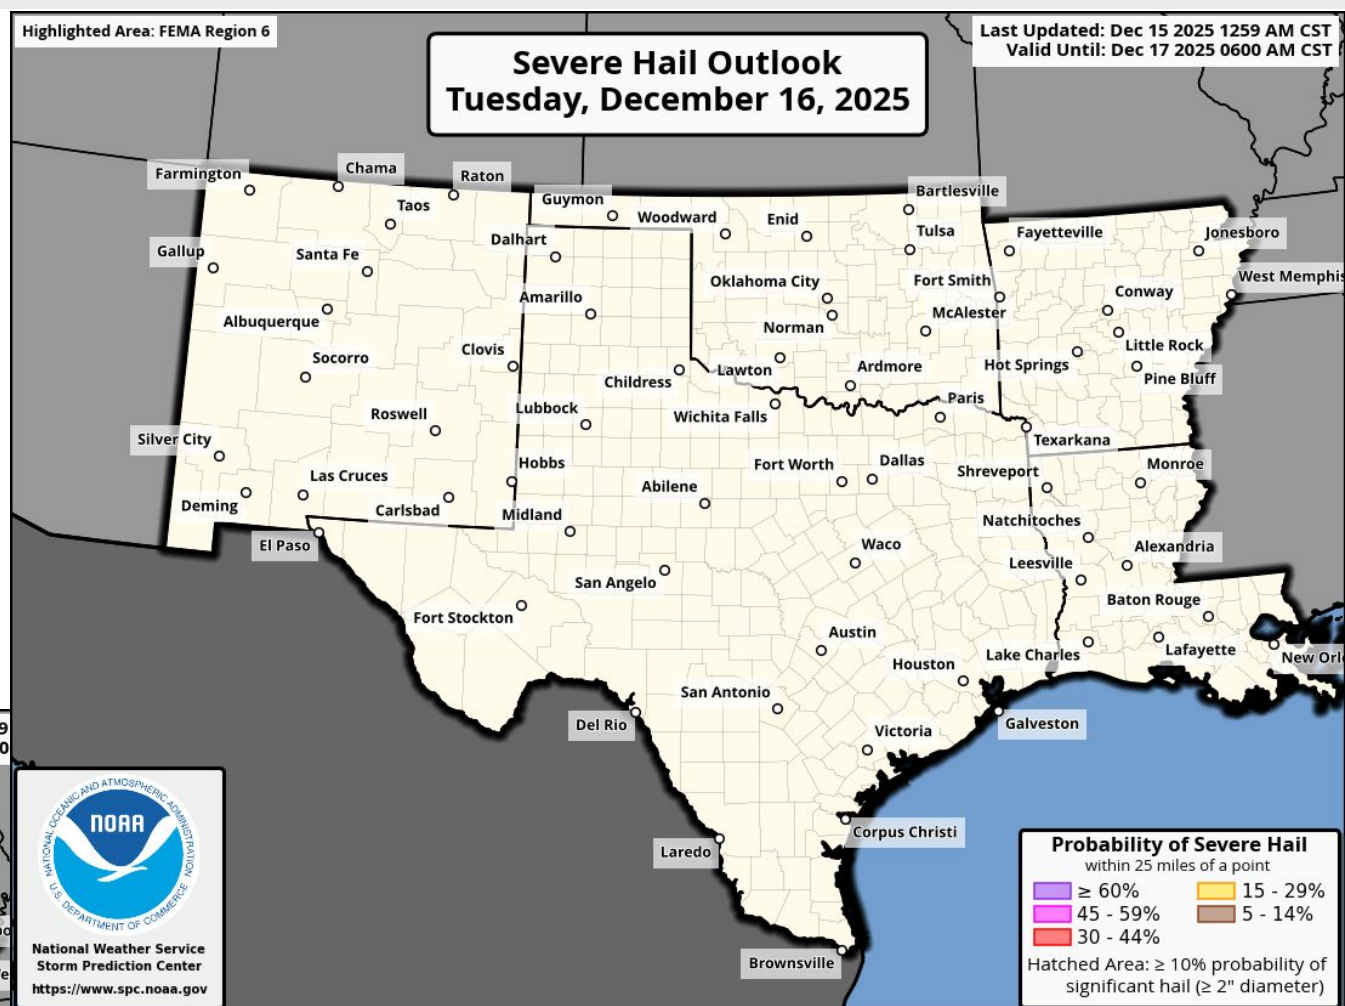 Highlighted Area: FEMA Region 6
Last Updated: Dec 15 2025 1259 AM CST
Valid Until: Dec 17 2025 0600 AM CST
Severe Hail Outlook
Tuesday, December 16, 2025
Farmington
Chama
Raton
Guymon
Bartlesville
Taos
Woodward
Enid
Tulsa
Fayetteville
Jonesboro
Gallup
Santa Fe
Dalhart
Oklahoma City
Fort Smith
West Memphis
Amarillo
Conway
Albuquerque
Norman
McAlester
Little Rock
Socorro
Clovis
Childress
Lawton
Ardmore
Hot Springs
Pine Bluff
Roswell
Lubbock
Wichita Falls
Paris
Silver City
Texarkana
Las Cruces
Hobbs
Abilene
Fort Worth
Dallas
Shreveport
Monroe
Deming
Carlsbad
Midland
Natchitoches
El Paso
Waco
Alexandria
San Angelo
Leesville
Fort Stockton
Baton Rouge
Austin
Lake Charles
Lafayette
New Orl
Houston
San Antonio
Del Rio
Galveston
Victoria
Corpus Christi
Laredo
Brownsville
9
0
NATIONAL OCEANIC AND ATMOSPHERIC ADMINISTRATION
NOAA
U.S. DEPARTMENT OF COMMERCE
National Weather Service
Storm Prediction Center
https://www.spc.noaa.gov
Probability of Severe Hail
within 25 miles of a point
≥ 60%
15 - 29%
45 - 59%
5 - 14%
30 - 44%
Hatched Area: ≥ 10% probability of
significant hail (≥ 2" diameter)